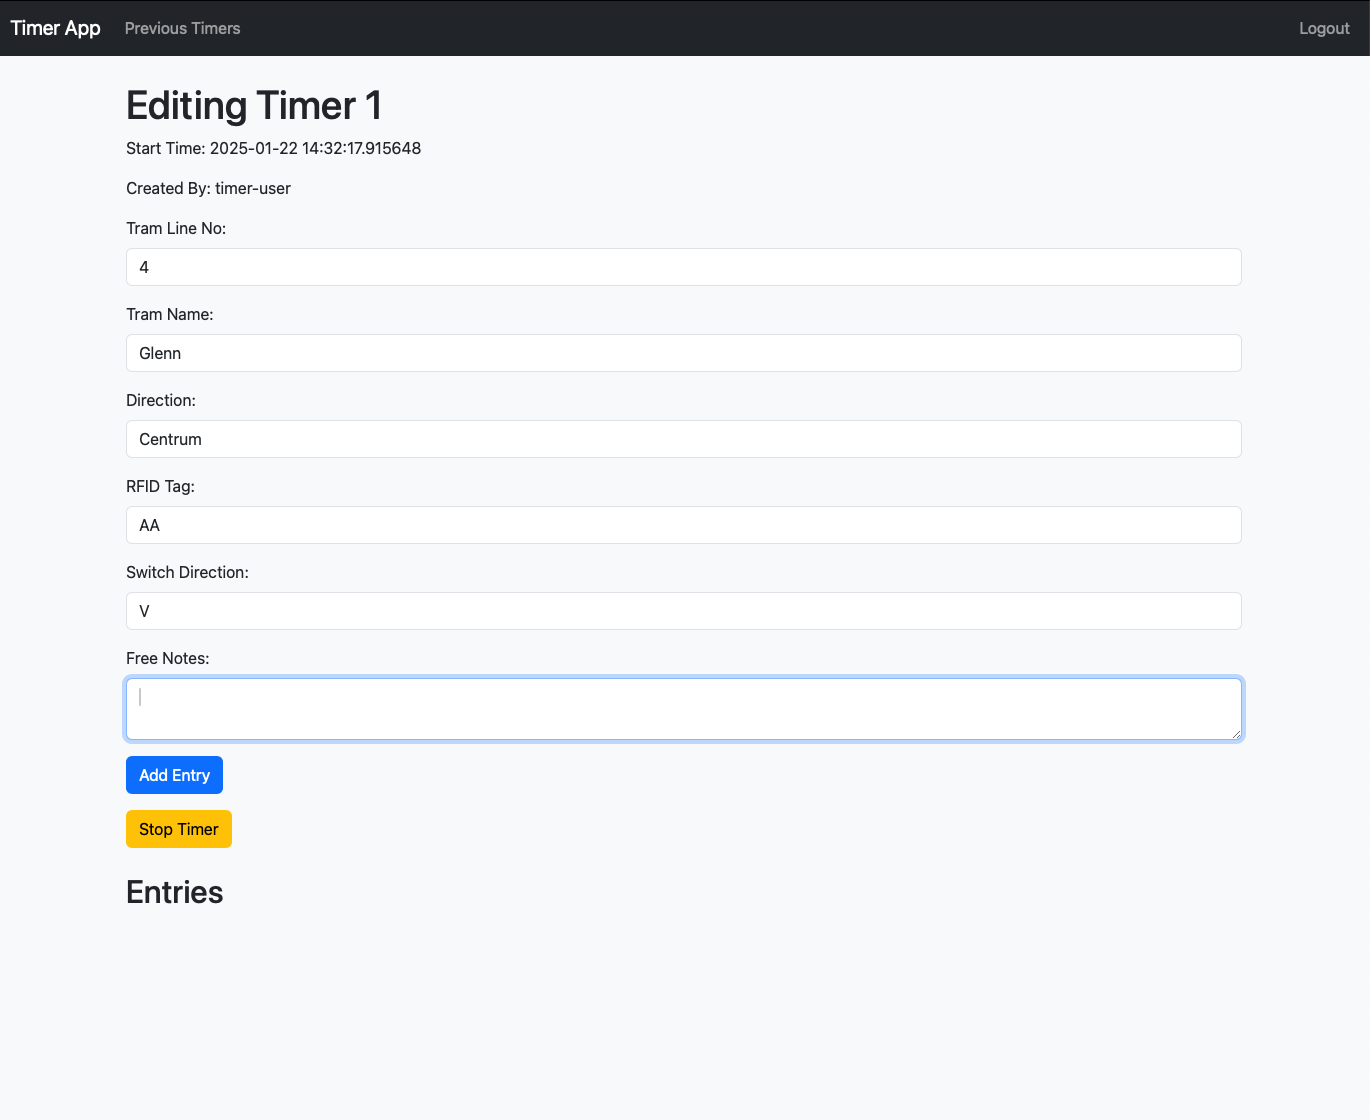 Timer App Previous Timers Logout
Editing Timer 1
Start Time: 2025-01-22 14:32:17.915648
Created By: timer-user
Tram Line No:
4
Tram Name:
Glenn
Direction:
Centrum
RFID Tag:
AA
Switch Direction:
V
Free Notes:
Add Entry
Stop Timer
Entries